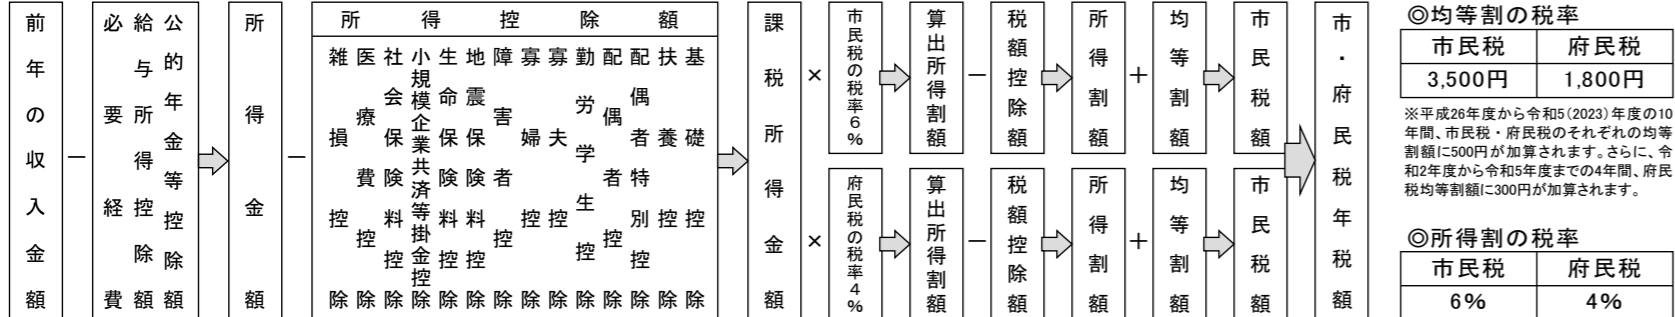 前年の収入金額
－
必要経費
給与所得控除額
公的年金等控除額
所得金額
－
所得控除額
雑損控除
医療費控除
社会保険料控除
小規模企業共済等掛金控除
生命保険料控除
地震保険料控除
障害者控除
寡婦控除
寡夫控除
勤労学生控除
配偶者控除
配偶者特別控除
扶養控除
基礎控除
課税所得金額
×
市民税の税率6%
算出所得割額
－
税額控除額
所得割額
＋
均等割額
市民税額
×
府民税の税率4%
算出所得割額
－
税額控除額
所得割額
＋
均等割額
市民税額
市・府民税年税額
◎均等割の税率
市民税 府民税
3,500円 1,800円
※平成26年度から令和5(2023)年度の10
年間、市民税・府民税のそれぞれの均等
割額に500円が加算されます。さらに、令
和2年度から令和5年度までの4年間、府民
税均等割額に300円が加算されます。
◎所得割の税率
市民税 府民税
6% 4%